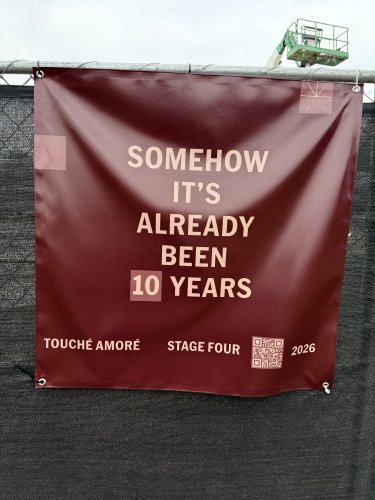 SOMEHOW
IT'S
ALREADY
BEEN
10 YEARS
TOUCHÉ AMORÉ STAGE FOUR 2026